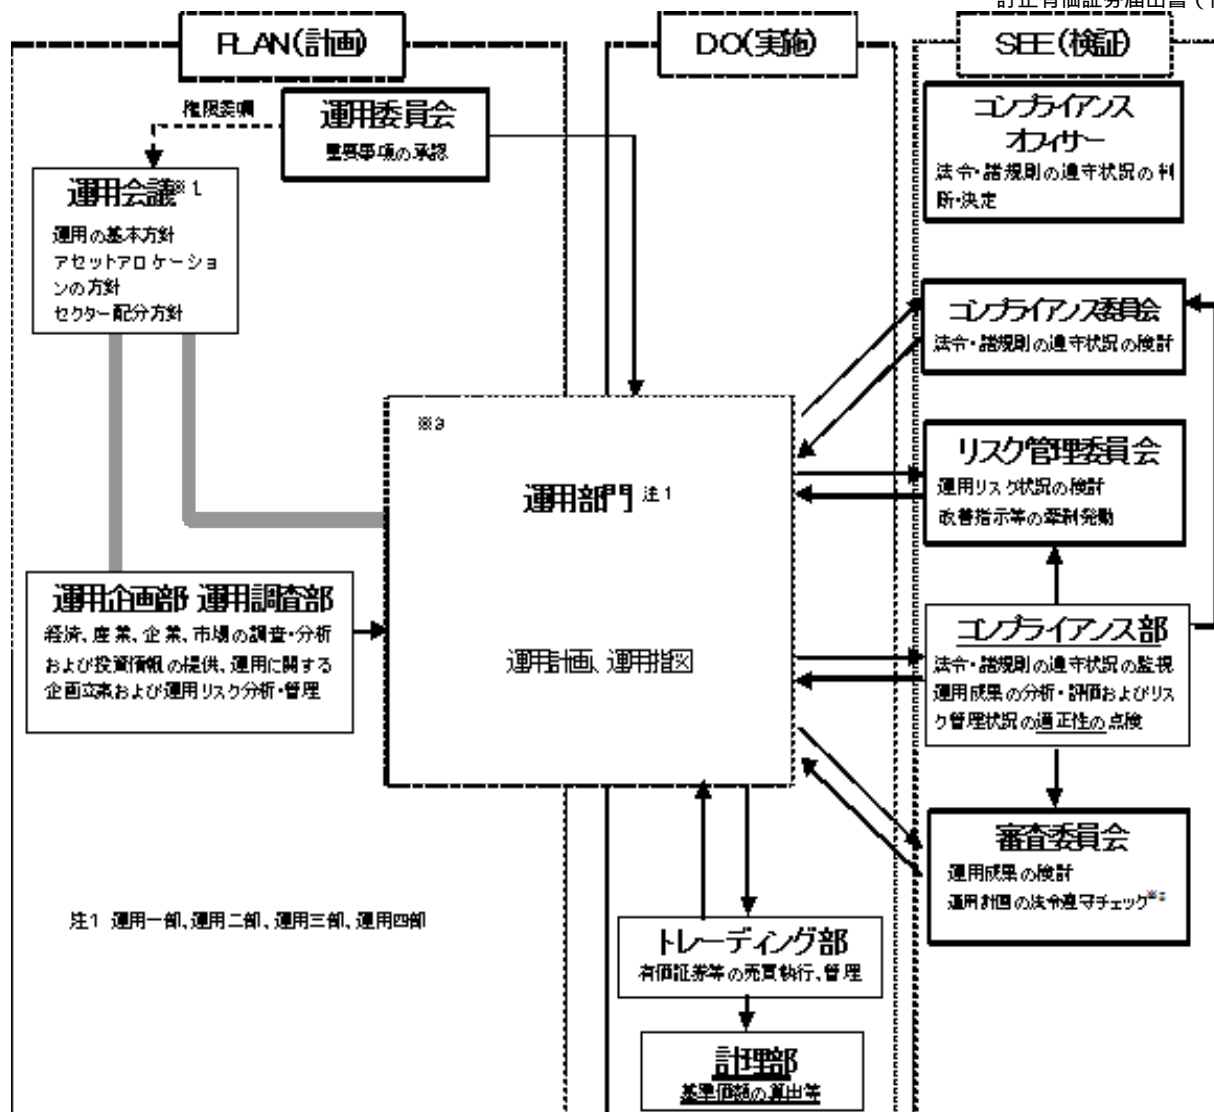 訂正有価証券届出書
PLAN(計画)
権限委嘱
運用委員会
重要事項の承認
運用会議※1
運用の基本方針
アセットアロケーショ
ンの方針
セクター配分方針
運用企画部 運用調査部
経済、産業、企業、市場の調査・分析
および投資情報の提供、運用に関する
企画立案および運用リスク分析・管理
注1 運用一部、運用二部、運用三部、運用四部
DO(実施)
運用部門 注1
運用計画、運用指図
トレーディング部
有価証券等の売買執行、管理
計理部
基準価額の算出等
SEE(検証)
コンプライアンス
オフィサー
法令・諸規則の遵守状況の判
断・決定
コンプライアンス委員会
法令・諸規則の遵守状況の検討
リスク管理委員会
運用リスク状況の検討
改善指示等の牽制発動
コンプライアンス部
法令・諸規則の遵守状況の監視
運用成果の分析・評価およびリス
ク管理状況の適正性の点検
審査委員会
運用成果の検討
運用計画の法令遵守チェック